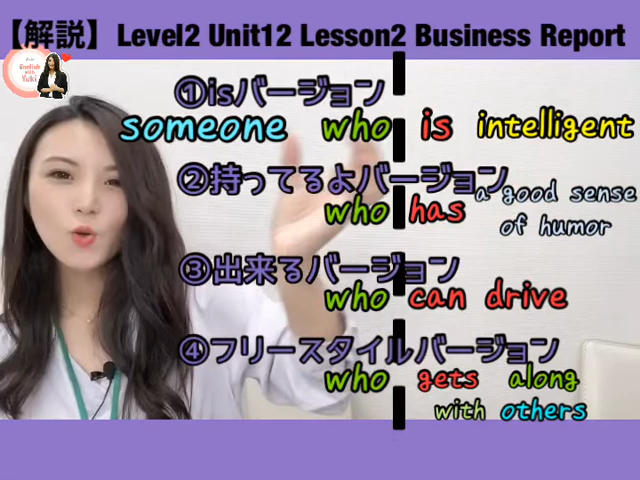 【解説】Level2 Unit12 Lesson2 Business Report
English
with
Yuki
①isバージョン
someone who is intelligent
②持ってるよバージョン
who has a good sense
of humor
③出来るバージョン
who can drive
④フリースタイルバージョン
who gets along
with others